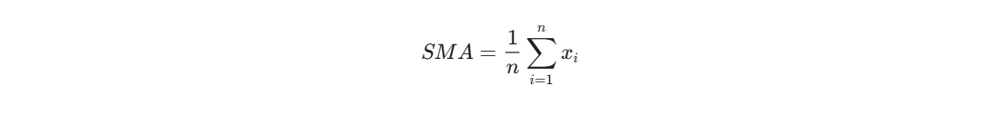 $SMA = \frac{1}{n} \sum_{i=1}^{n} x_i$